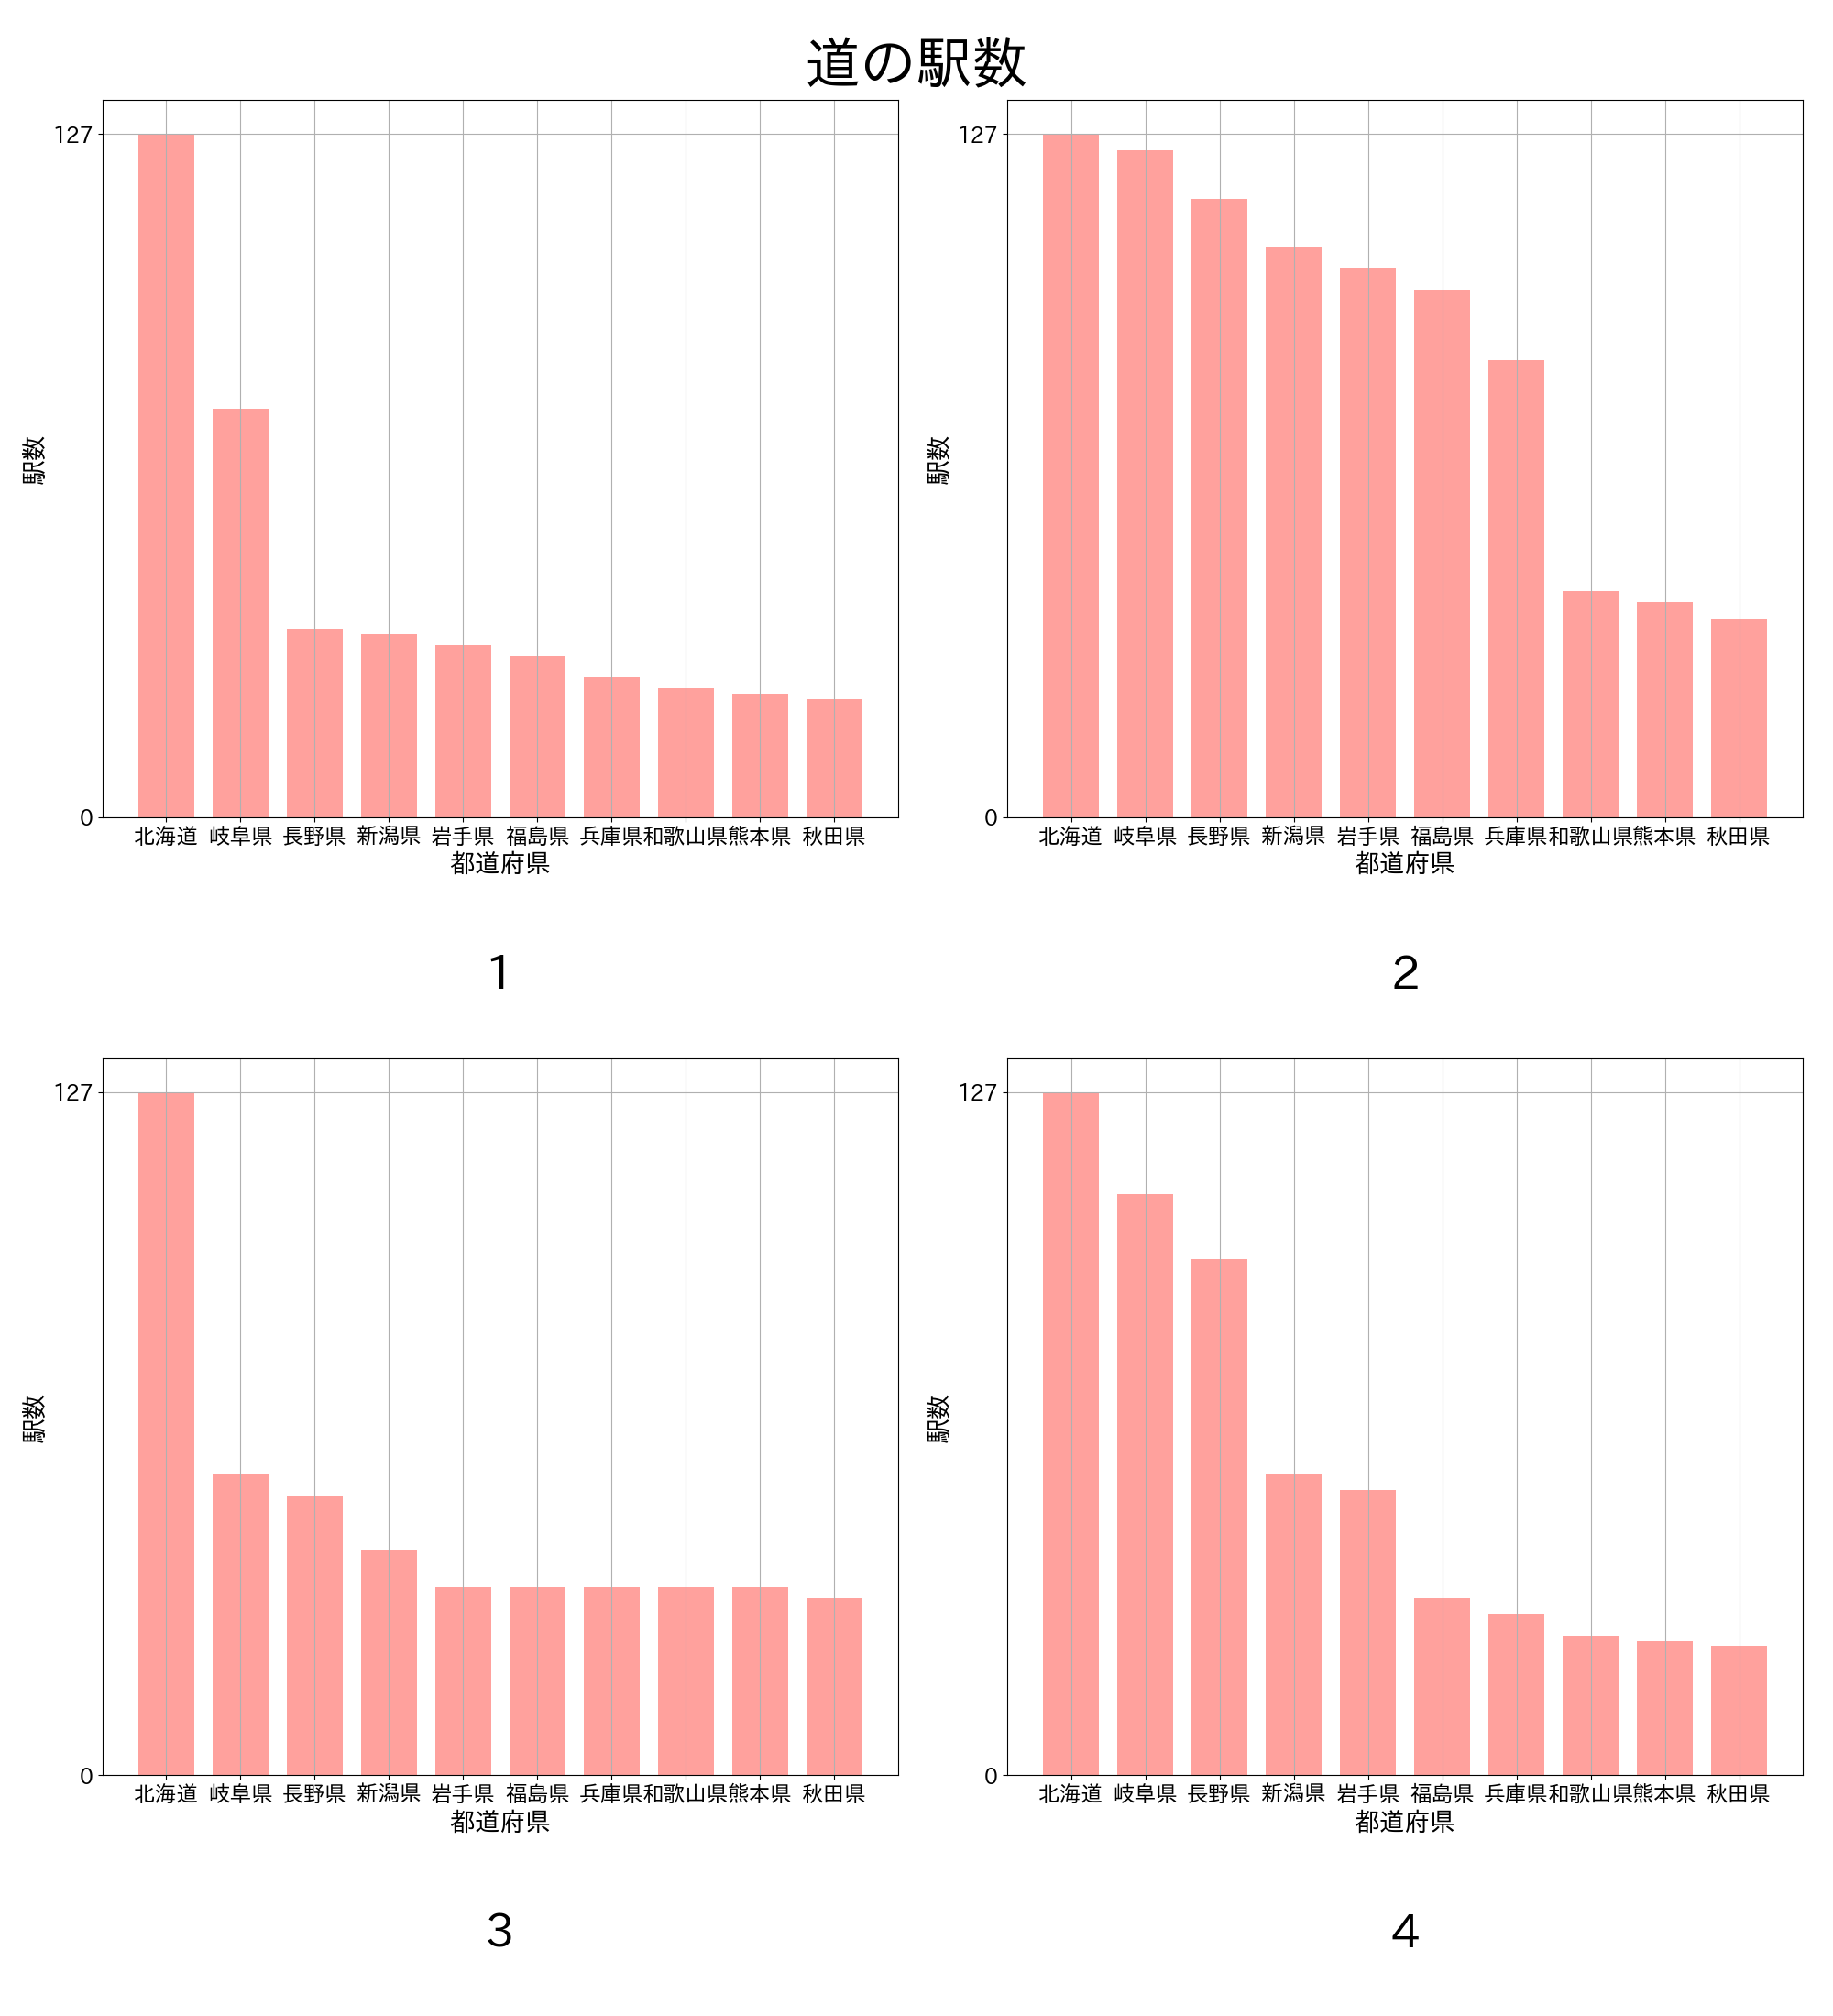 道の駅数
127
駅数
0
北海道 岐阜県 長野県 新潟県 岩手県 福島県 兵庫県 和歌山県 熊本県 秋田県
都道府県
1
127
駅数
0
北海道 岐阜県 長野県 新潟県 岩手県 福島県 兵庫県 和歌山県 熊本県 秋田県
都道府県
2
127
駅数
0
北海道 岐阜県 長野県 新潟県 岩手県 福島県 兵庫県 和歌山県 熊本県 秋田県
都道府県
3
127
駅数
0
北海道 岐阜県 長野県 新潟県 岩手県 福島県 兵庫県 和歌山県 熊本県 秋田県
都道府県
4